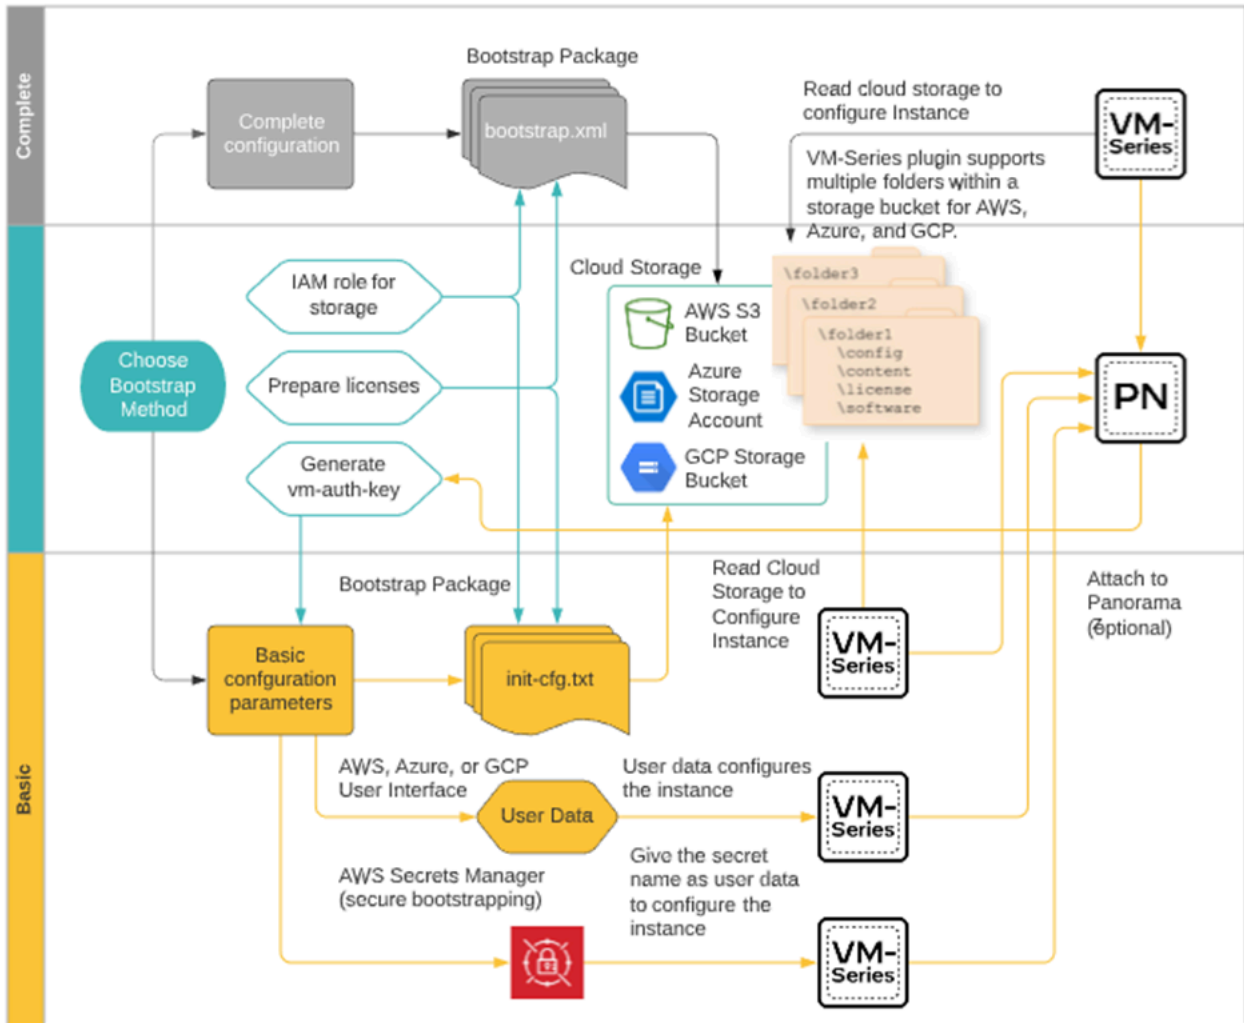 Complete
Bootstrap Package
Complete
configuration
bootstrap.xml
Read cloud storage to
configure Instance
VM-Series plugin supports
multiple folders within a
storage bucket for AWS,
Azure, and GCP.
VM-
Series
IAM role for
storage
Choose
Bootstrap
Method
Prepare licenses
Generate
vm-auth-key
Cloud Storage
AWS S3
Bucket
Azure
Storage
Account
GCP Storage
Bucket
\folder3
\folder2
\folder1
\config
\content
\license
\software
PN
Basic
Bootstrap Package
Basic
confguration
parameters
init-cfg.txt
Read Cloud
Storage to
Configure
Instance
VM-
Series
Attach to
Panorama
(optional)
AWS, Azure, or GCP
User Interface
User Data
User data configures
the instance
VM-
Series
AWS Secrets Manager
(secure bootstrapping)
Give the secret
name as user data
to configure the
instance
VM-
Series